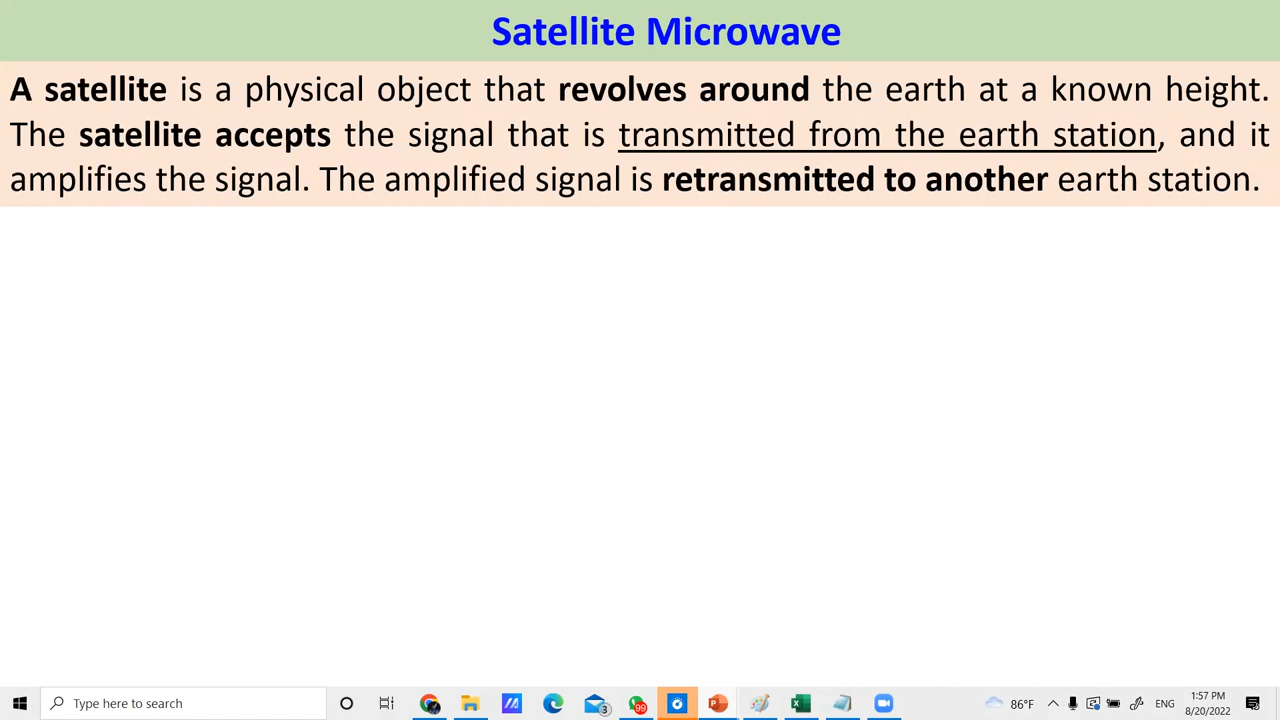 Satellite Microwave
A satellite is a physical object that revolves around the earth at a known height.
The satellite accepts the signal that is transmitted from the earth station, and it
amplifies the signal. The amplified signal is retransmitted to another earth station.
Type here to search
3
99
86°F
ENG
1:57 PM
8/20/2022